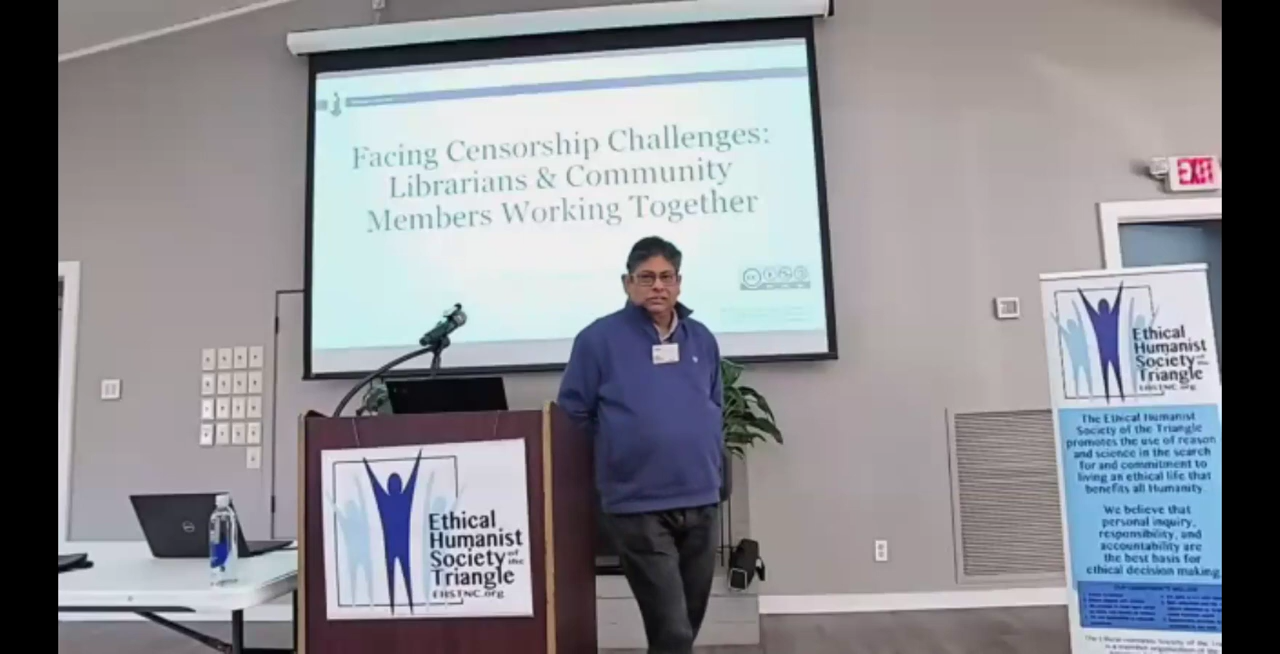 Facing Censorship Challenges:
Librarians & Community
Members Working Together
EXIT
DELL
Ethical
Humanist
Society of the
Triangle
EHSTNC.org
Ethical
Humanist
Society of the
Triangle
EHSTNC.org
The Ethical Humanist
Society of the Triangle
promotes the use of reason
and science in the search
for and commitment to
living an ethical life that
benefits all Humanity.
We believe that
personal inquiry,
responsibility, and
accountability are
the best basis for
ethical decision making